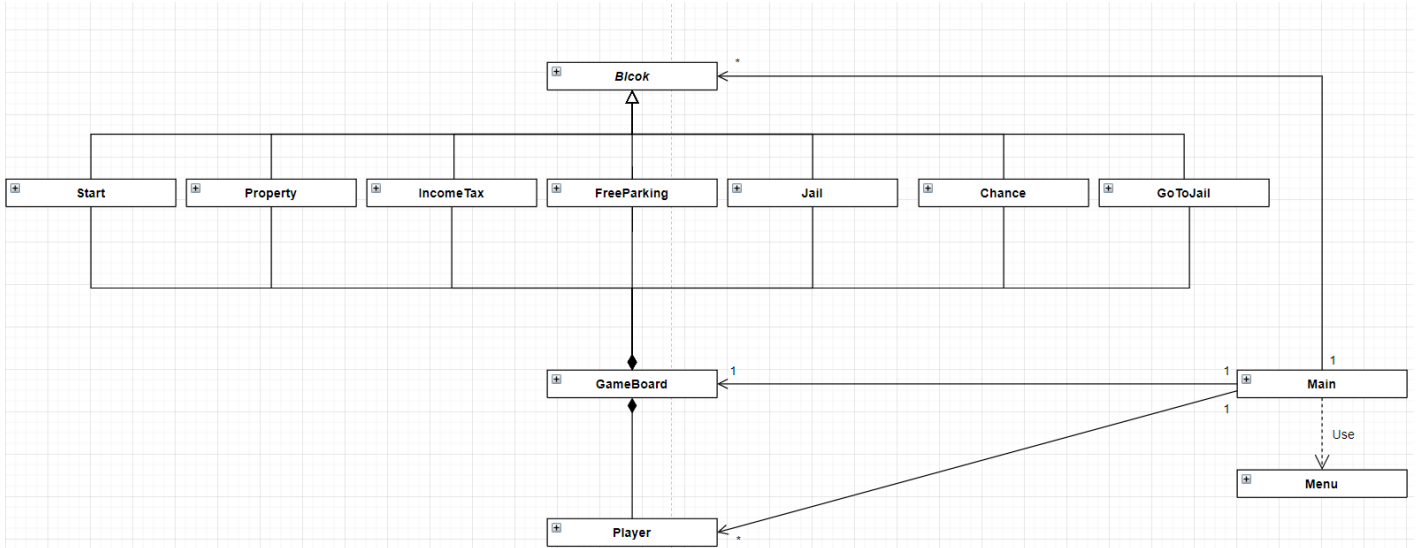 *
Blcok
Start
Property
IncomeTax
FreeParking
Jail
Chance
GoToJail
1
1
1
GameBoard
Main
1
Use
Menu
Player
*